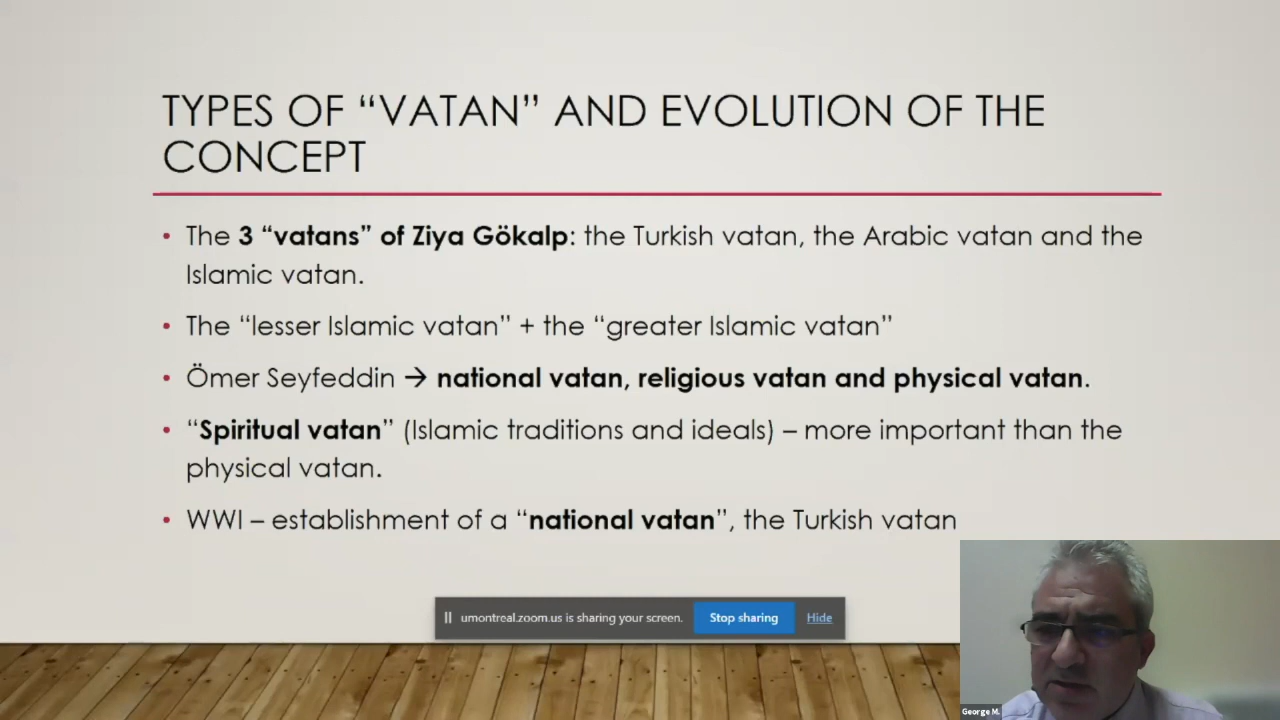 TYPES OF “VATAN” AND EVOLUTION OF THE
CONCEPT
• The 3 “vatans” of Ziya Gökalp: the Turkish vatan, the Arabic vatan and the
Islamic vatan.
• The “lesser Islamic vatan” + the “greater Islamic vatan”
• Ömer Seyfeddin → national vatan, religious vatan and physical vatan.
• “Spiritual vatan” (Islamic traditions and ideals) – more important than the
physical vatan.
• WWI – establishment of a “national vatan”, the Turkish vatan
umontreal.zoom.us is sharing your screen. Stop sharing Hide
George M.